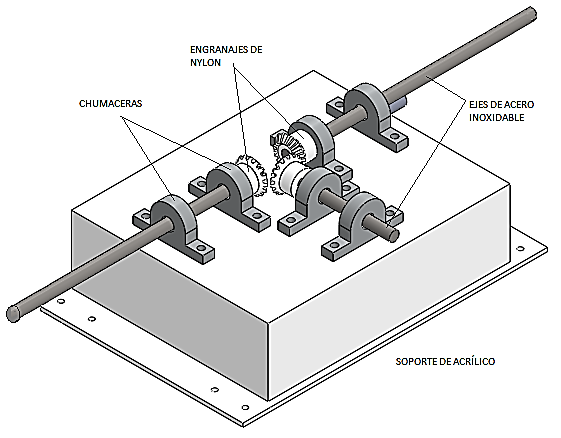 ENGRANAJES DE
NYLON
CHUMACERAS
EJES DE ACERO
INOXIDABLE
SOPORTE DE ACRÍLICO